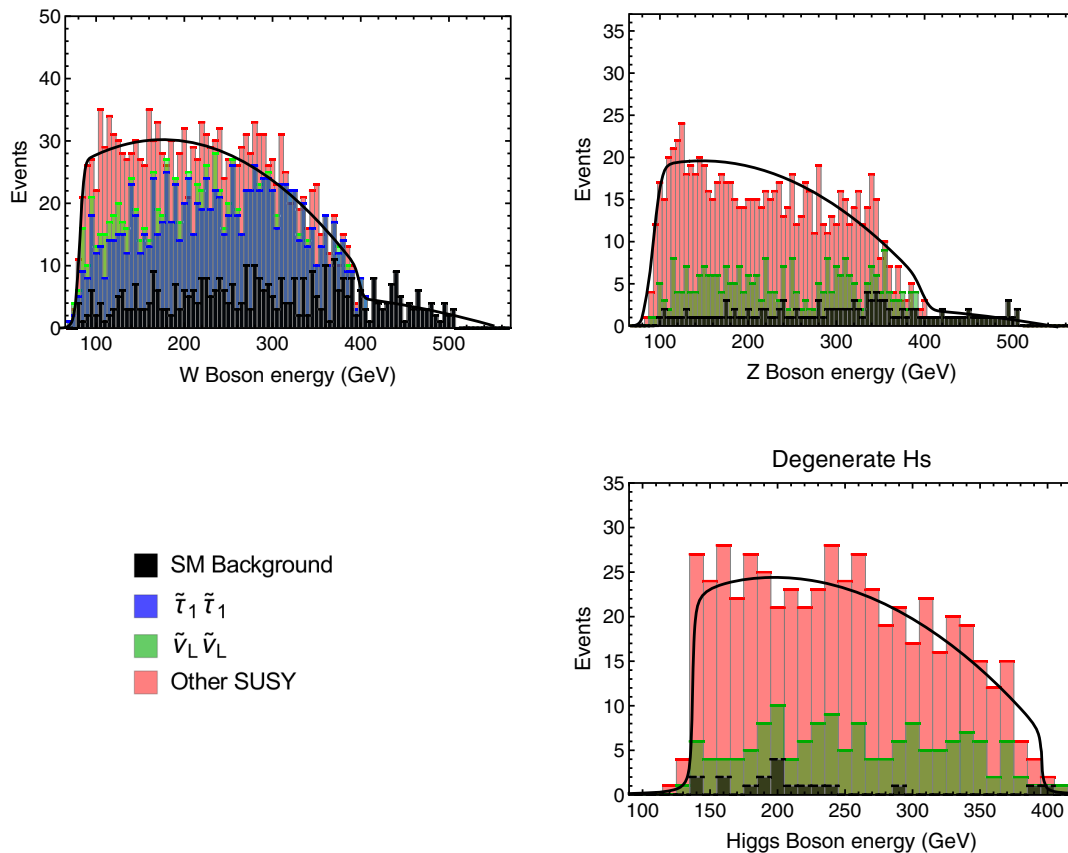 50
40
30
20
10
0
Events
100 200 300 400 500
W Boson energy (GeV)
35
30
25
20
15
10
5
0
Events
100 200 300 400 500
Z Boson energy (GeV)
SM Background
τ̃₁ τ̃₁
ṽL ṽL
Other SUSY
Degenerate Hs
35
30
25
20
15
10
5
0
Events
100 150 200 250 300 350 400
Higgs Boson energy (GeV)